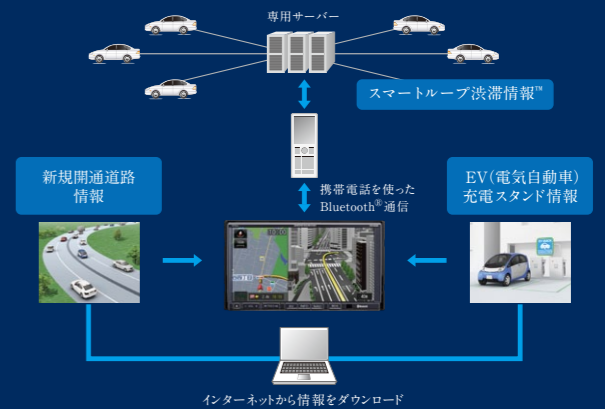 専用サーバー
スマートループ渋滞情報™
新規開通道路
情報
携帯電話を使った
Bluetooth®通信
EV（電気自動車）
充電スタンド情報
インターネットから情報をダウンロード